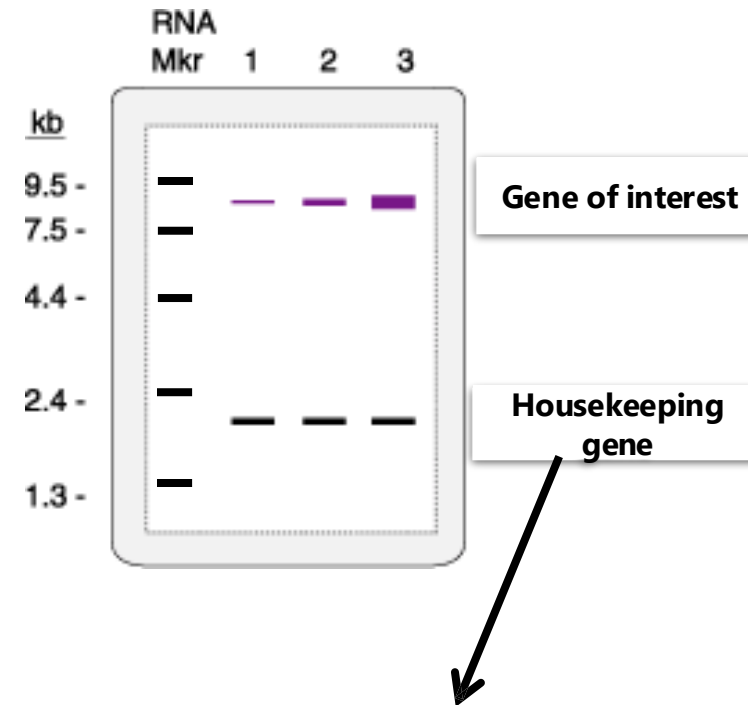 RNA
Mkr 1 2 3
kb
9.5 -
7.5 -
4.4 -
2.4 -
1.3 -
Gene of interest
Housekeeping
gene